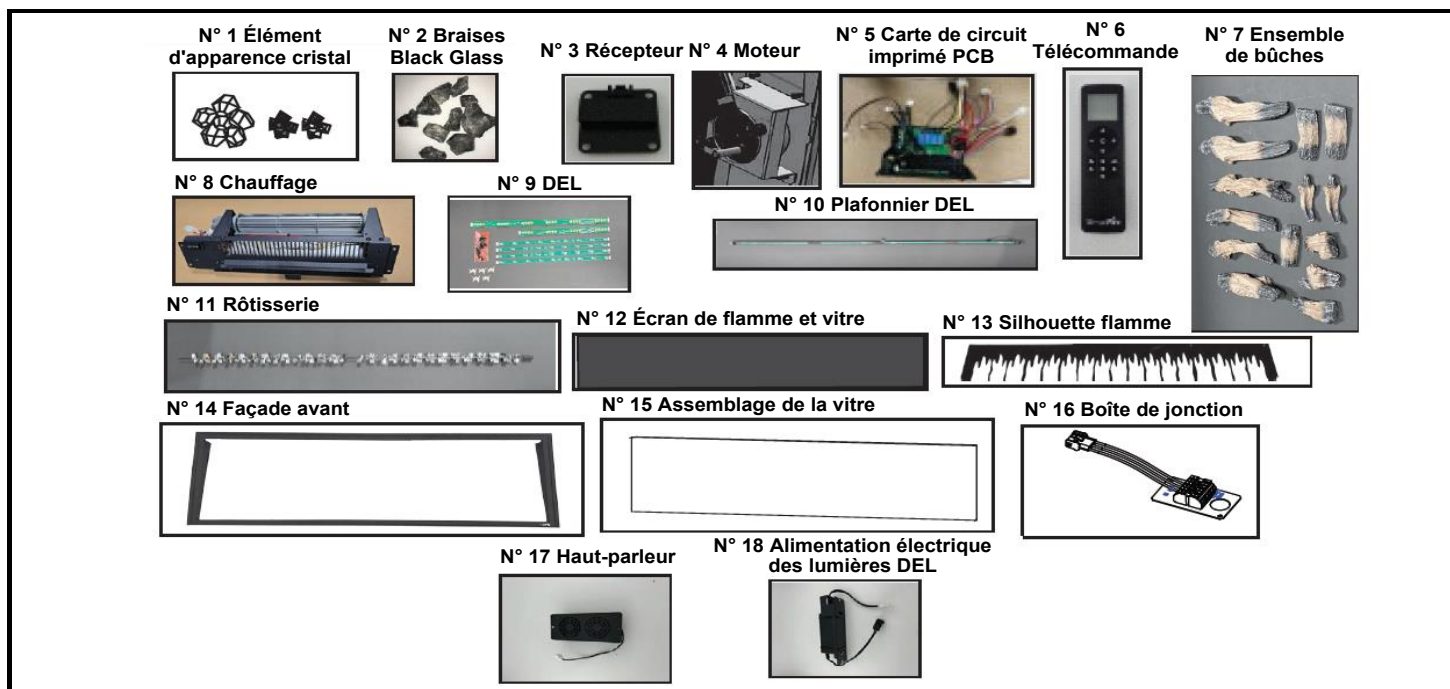 N° 1 Élément
d'apparence cristal
N° 2 Braises
Black Glass
N° 3 Récepteur
N° 4 Moteur
N° 5 Carte de circuit
imprimé PCB
N° 6
Télécommande
N° 7 Ensemble
de bûches
N° 8 Chauffage
N° 9 DEL
N° 10 Plafonnier DEL
N° 11 Rôtisserie
N° 12 Écran de flamme et vitre
N° 13 Silhouette flamme
N° 14 Façade avant
N° 15 Assemblage de la vitre
N° 16 Boîte de jonction
N° 17 Haut-parleur
N° 18 Alimentation électrique
des lumières DEL